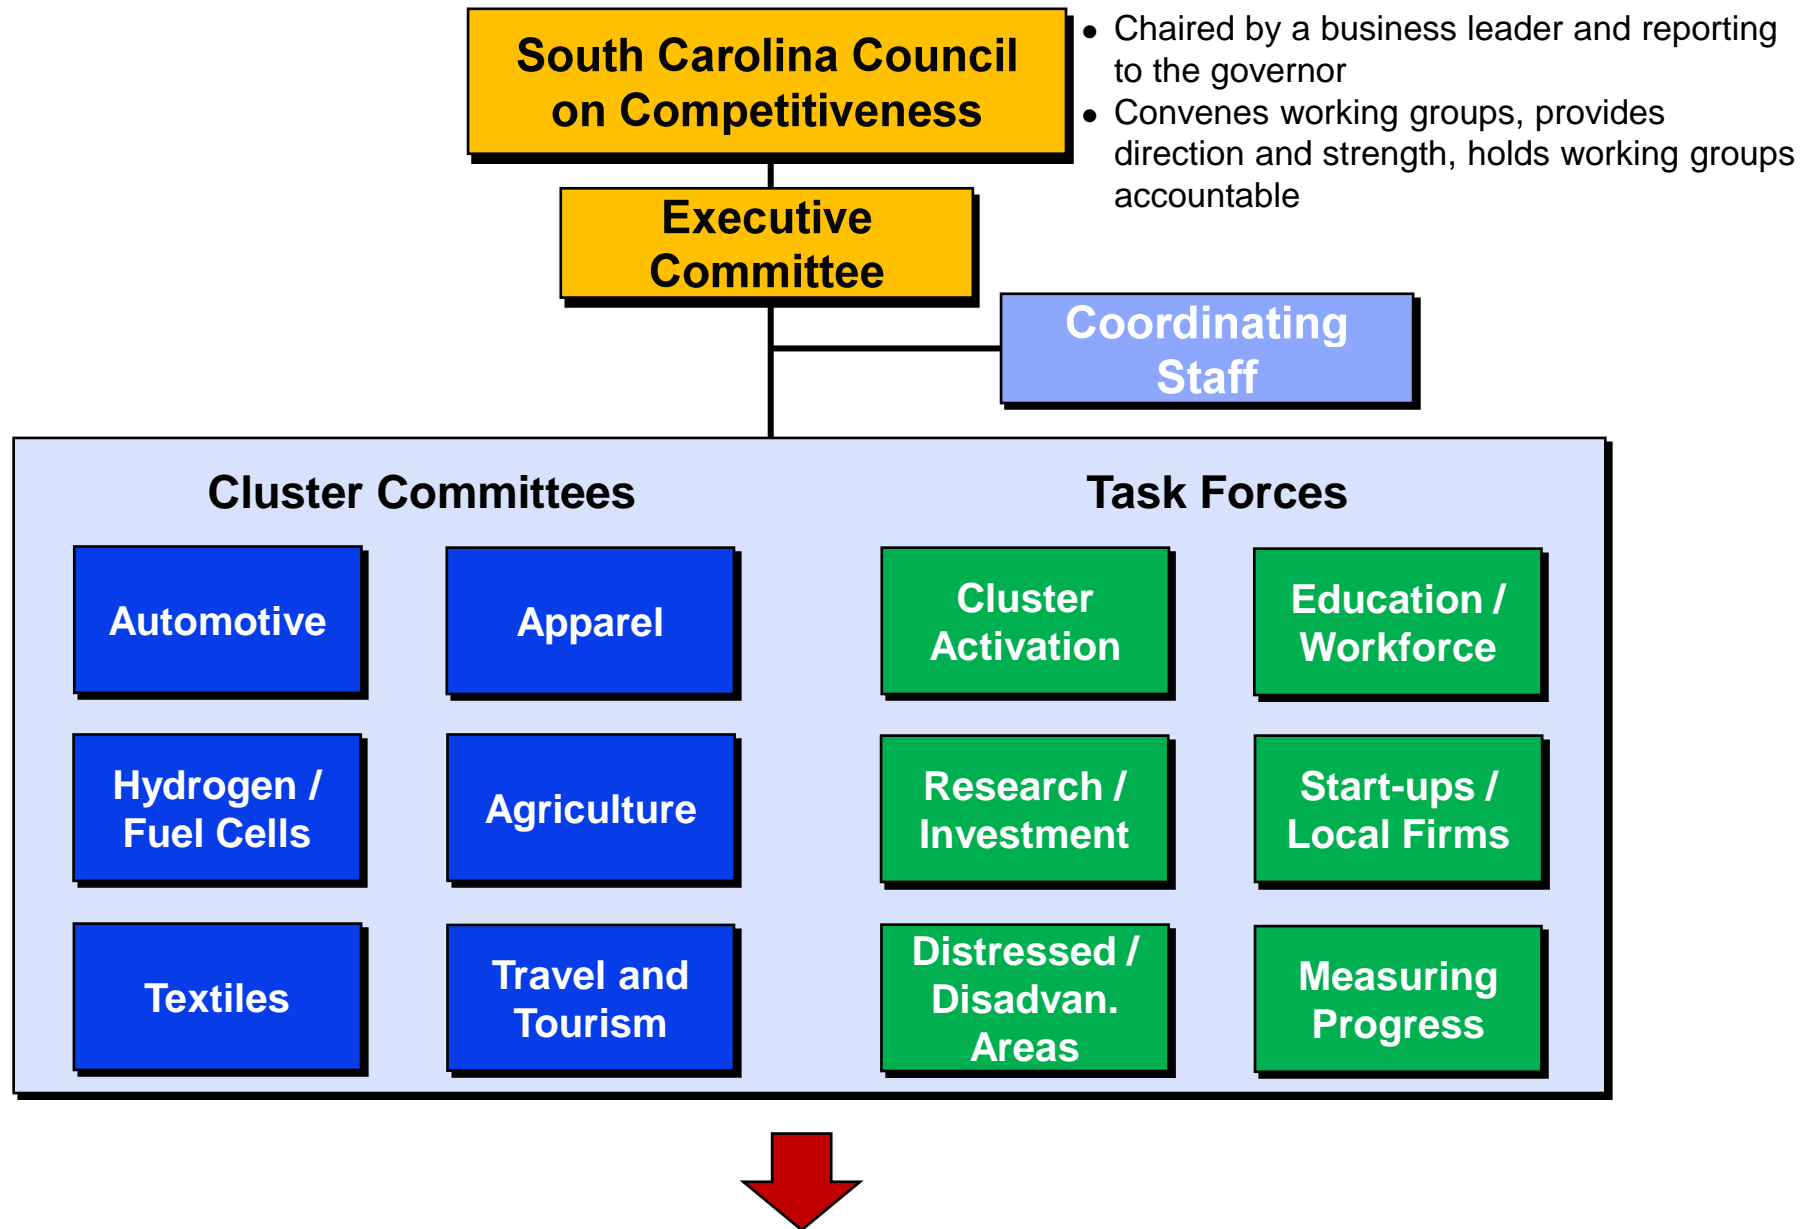 South Carolina Council
on Competitiveness
● Chaired by a business leader and reporting
to the governor
● Convenes working groups, provides
direction and strength, holds working groups
accountable
Executive
Committee
Coordinating
Staff
Cluster Committees
Task Forces
Automotive
Apparel
Cluster
Activation
Education /
Workforce
Hydrogen /
Fuel Cells
Agriculture
Research /
Investment
Start-ups /
Local Firms
Textiles
Travel and
Tourism
Distressed /
Disadvan.
Areas
Measuring
Progress